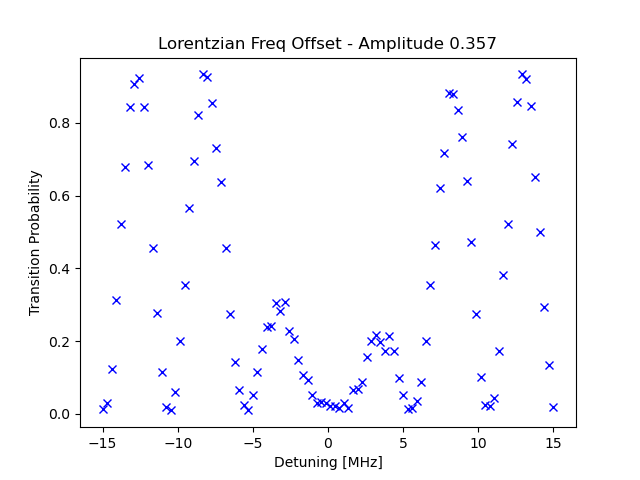 Lorentzian Freq Offset - Amplitude 0.357
Transition Probability
0.8
0.6
0.4
0.2
0.0
−15 −10 −5 0 5 10 15
Detuning [MHz]